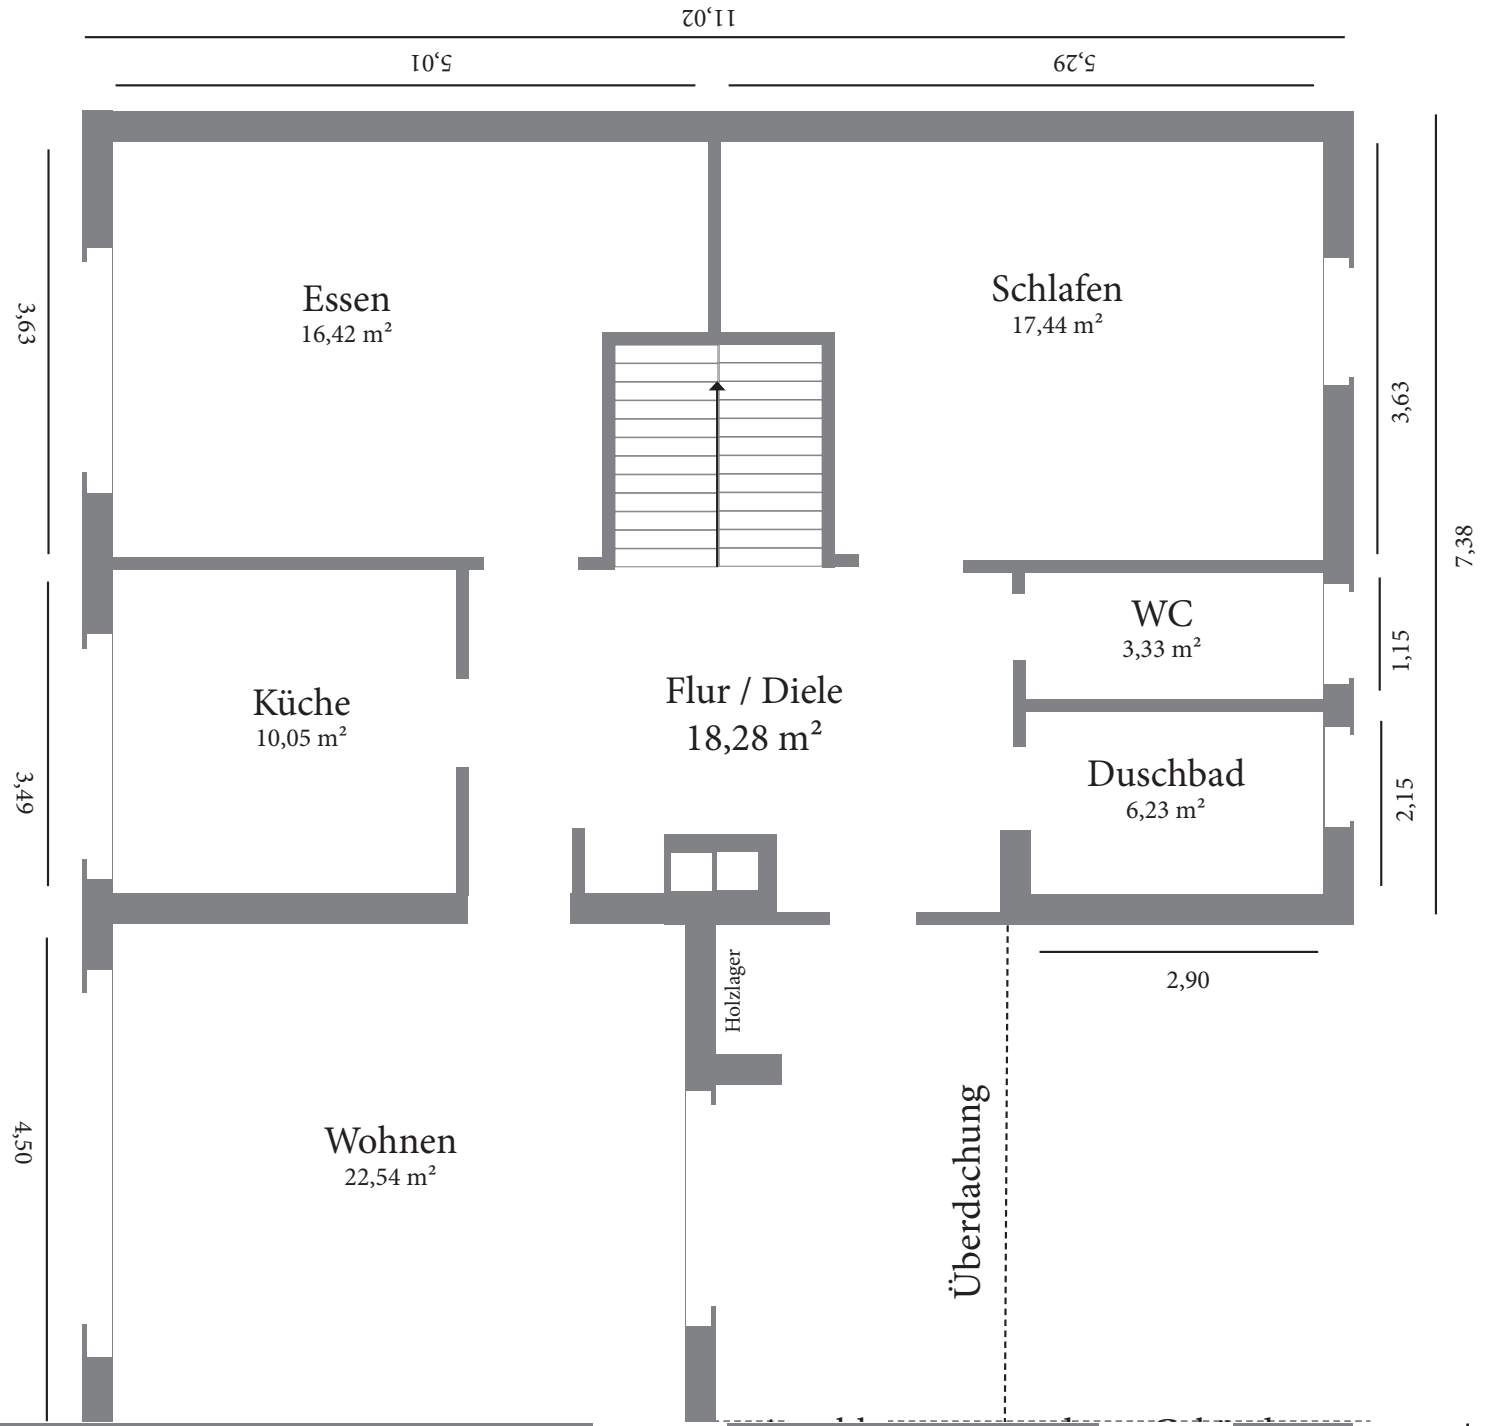 11,02
5,01
5,29
3,63
Essen
16,42 m²
Schlafen
17,44 m²
3,63
7,38
WC
3,33 m²
1,15
Küche
10,05 m²
Flur / Diele
18,28 m²
3,49
Duschbad
6,23 m²
2,15
Holzlager
2,90
4,50
Wohnen
22,54 m²
Überdachung